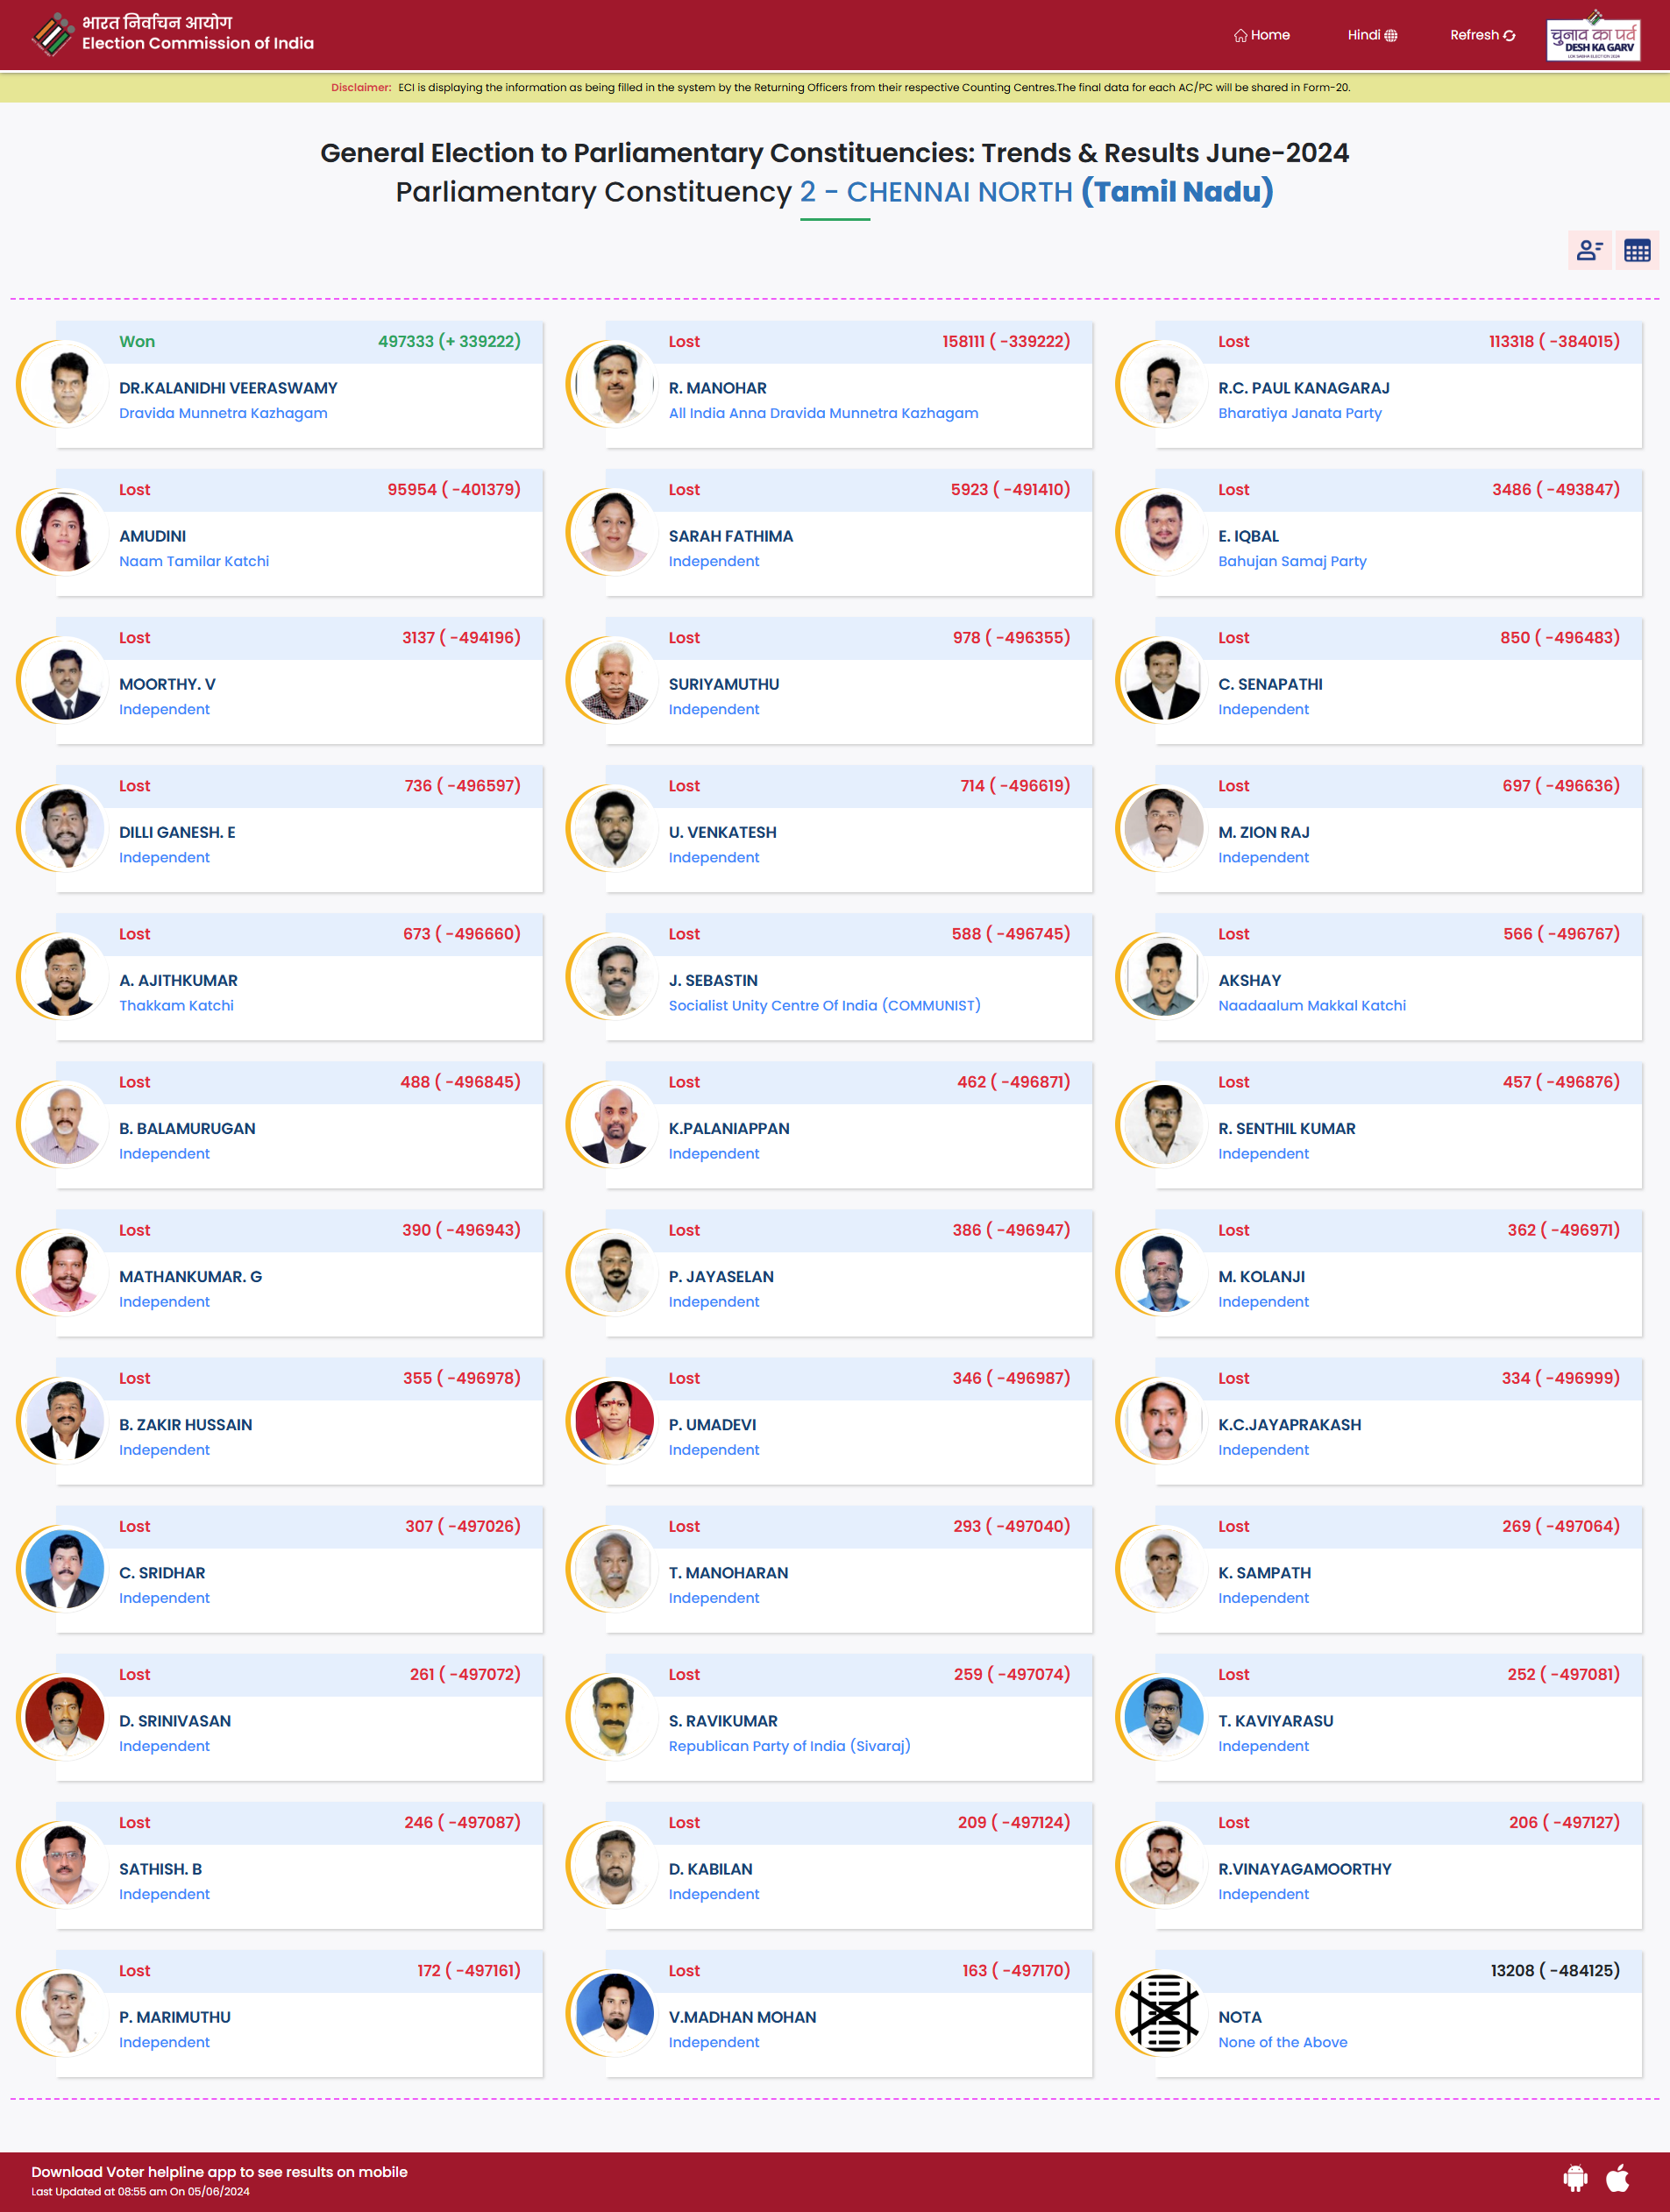 भारत निर्वाचन आयोग
Election Commission of India
Home
Hindi
Refresh
चुनाव का पर्व
DESH KA GARV
LOK SABHA ELECTION 2024
Disclaimer: ECI is displaying the information as being filled in the system by the Returning Officers from their respective Counting Centres.The final data for each AC/PC will be shared in Form-20.
General Election to Parliamentary Constituencies: Trends & Results June-2024
Parliamentary Constituency 2 - CHENNAI NORTH (Tamil Nadu)
Won 497333 (+ 339222)
DR.KALANIDHI VEERASWAMY
Dravida Munnetra Kazhagam
Lost 158111 ( -339222)
R. MANOHAR
All India Anna Dravida Munnetra Kazhagam
Lost 113318 ( -384015)
R.C. PAUL KANAGARAJ
Bharatiya Janata Party
Lost 95954 ( -401379)
AMUDINI
Naam Tamilar Katchi
Lost 5923 ( -491410)
SARAH FATHIMA
Independent
Lost 3486 ( -493847)
E. IQBAL
Bahujan Samaj Party
Lost 3137 ( -494196)
MOORTHY. V
Independent
Lost 978 ( -496355)
SURIYAMUTHU
Independent
Lost 850 ( -496483)
C. SENAPATHI
Independent
Lost 736 ( -496597)
DILLI GANESH. E
Independent
Lost 714 ( -496619)
U. VENKATESH
Independent
Lost 697 ( -496636)
M. ZION RAJ
Independent
Lost 673 ( -496660)
A. AJITHKUMAR
Thakkam Katchi
Lost 588 ( -496745)
J. SEBASTIN
Socialist Unity Centre Of India (COMMUNIST)
Lost 566 ( -496767)
AKSHAY
Naadaalum Makkal Katchi
Lost 488 ( -496845)
B. BALAMURUGAN
Independent
Lost 462 ( -496871)
K.PALANIAPPAN
Independent
Lost 457 ( -496876)
R. SENTHIL KUMAR
Independent
Lost 390 ( -496943)
MATHANKUMAR. G
Independent
Lost 386 ( -496947)
P. JAYASELAN
Independent
Lost 362 ( -496971)
M. KOLANJI
Independent
Lost 355 ( -496978)
B. ZAKIR HUSSAIN
Independent
Lost 346 ( -496987)
P. UMADEVI
Independent
Lost 334 ( -496999)
K.C.JAYAPRAKASH
Independent
Lost 307 ( -497026)
C. SRIDHAR
Independent
Lost 293 ( -497040)
T. MANOHARAN
Independent
Lost 269 ( -497064)
K. SAMPATH
Independent
Lost 261 ( -497072)
D. SRINIVASAN
Independent
Lost 259 ( -497074)
S. RAVIKUMAR
Republican Party of India (Sivaraj)
Lost 252 ( -497081)
T. KAVIYARASU
Independent
Lost 246 ( -497087)
SATHISH. B
Independent
Lost 209 ( -497124)
D. KABILAN
Independent
Lost 206 ( -497127)
R.VINAYAGAMOORTHY
Independent
Lost 172 ( -497161)
P. MARIMUTHU
Independent
Lost 163 ( -497170)
V.MADHAN MOHAN
Independent
13208 ( -484125)
NOTA
None of the Above
Download Voter helpline app to see results on mobile
Last Updated at 08:55 am On 05/06/2024